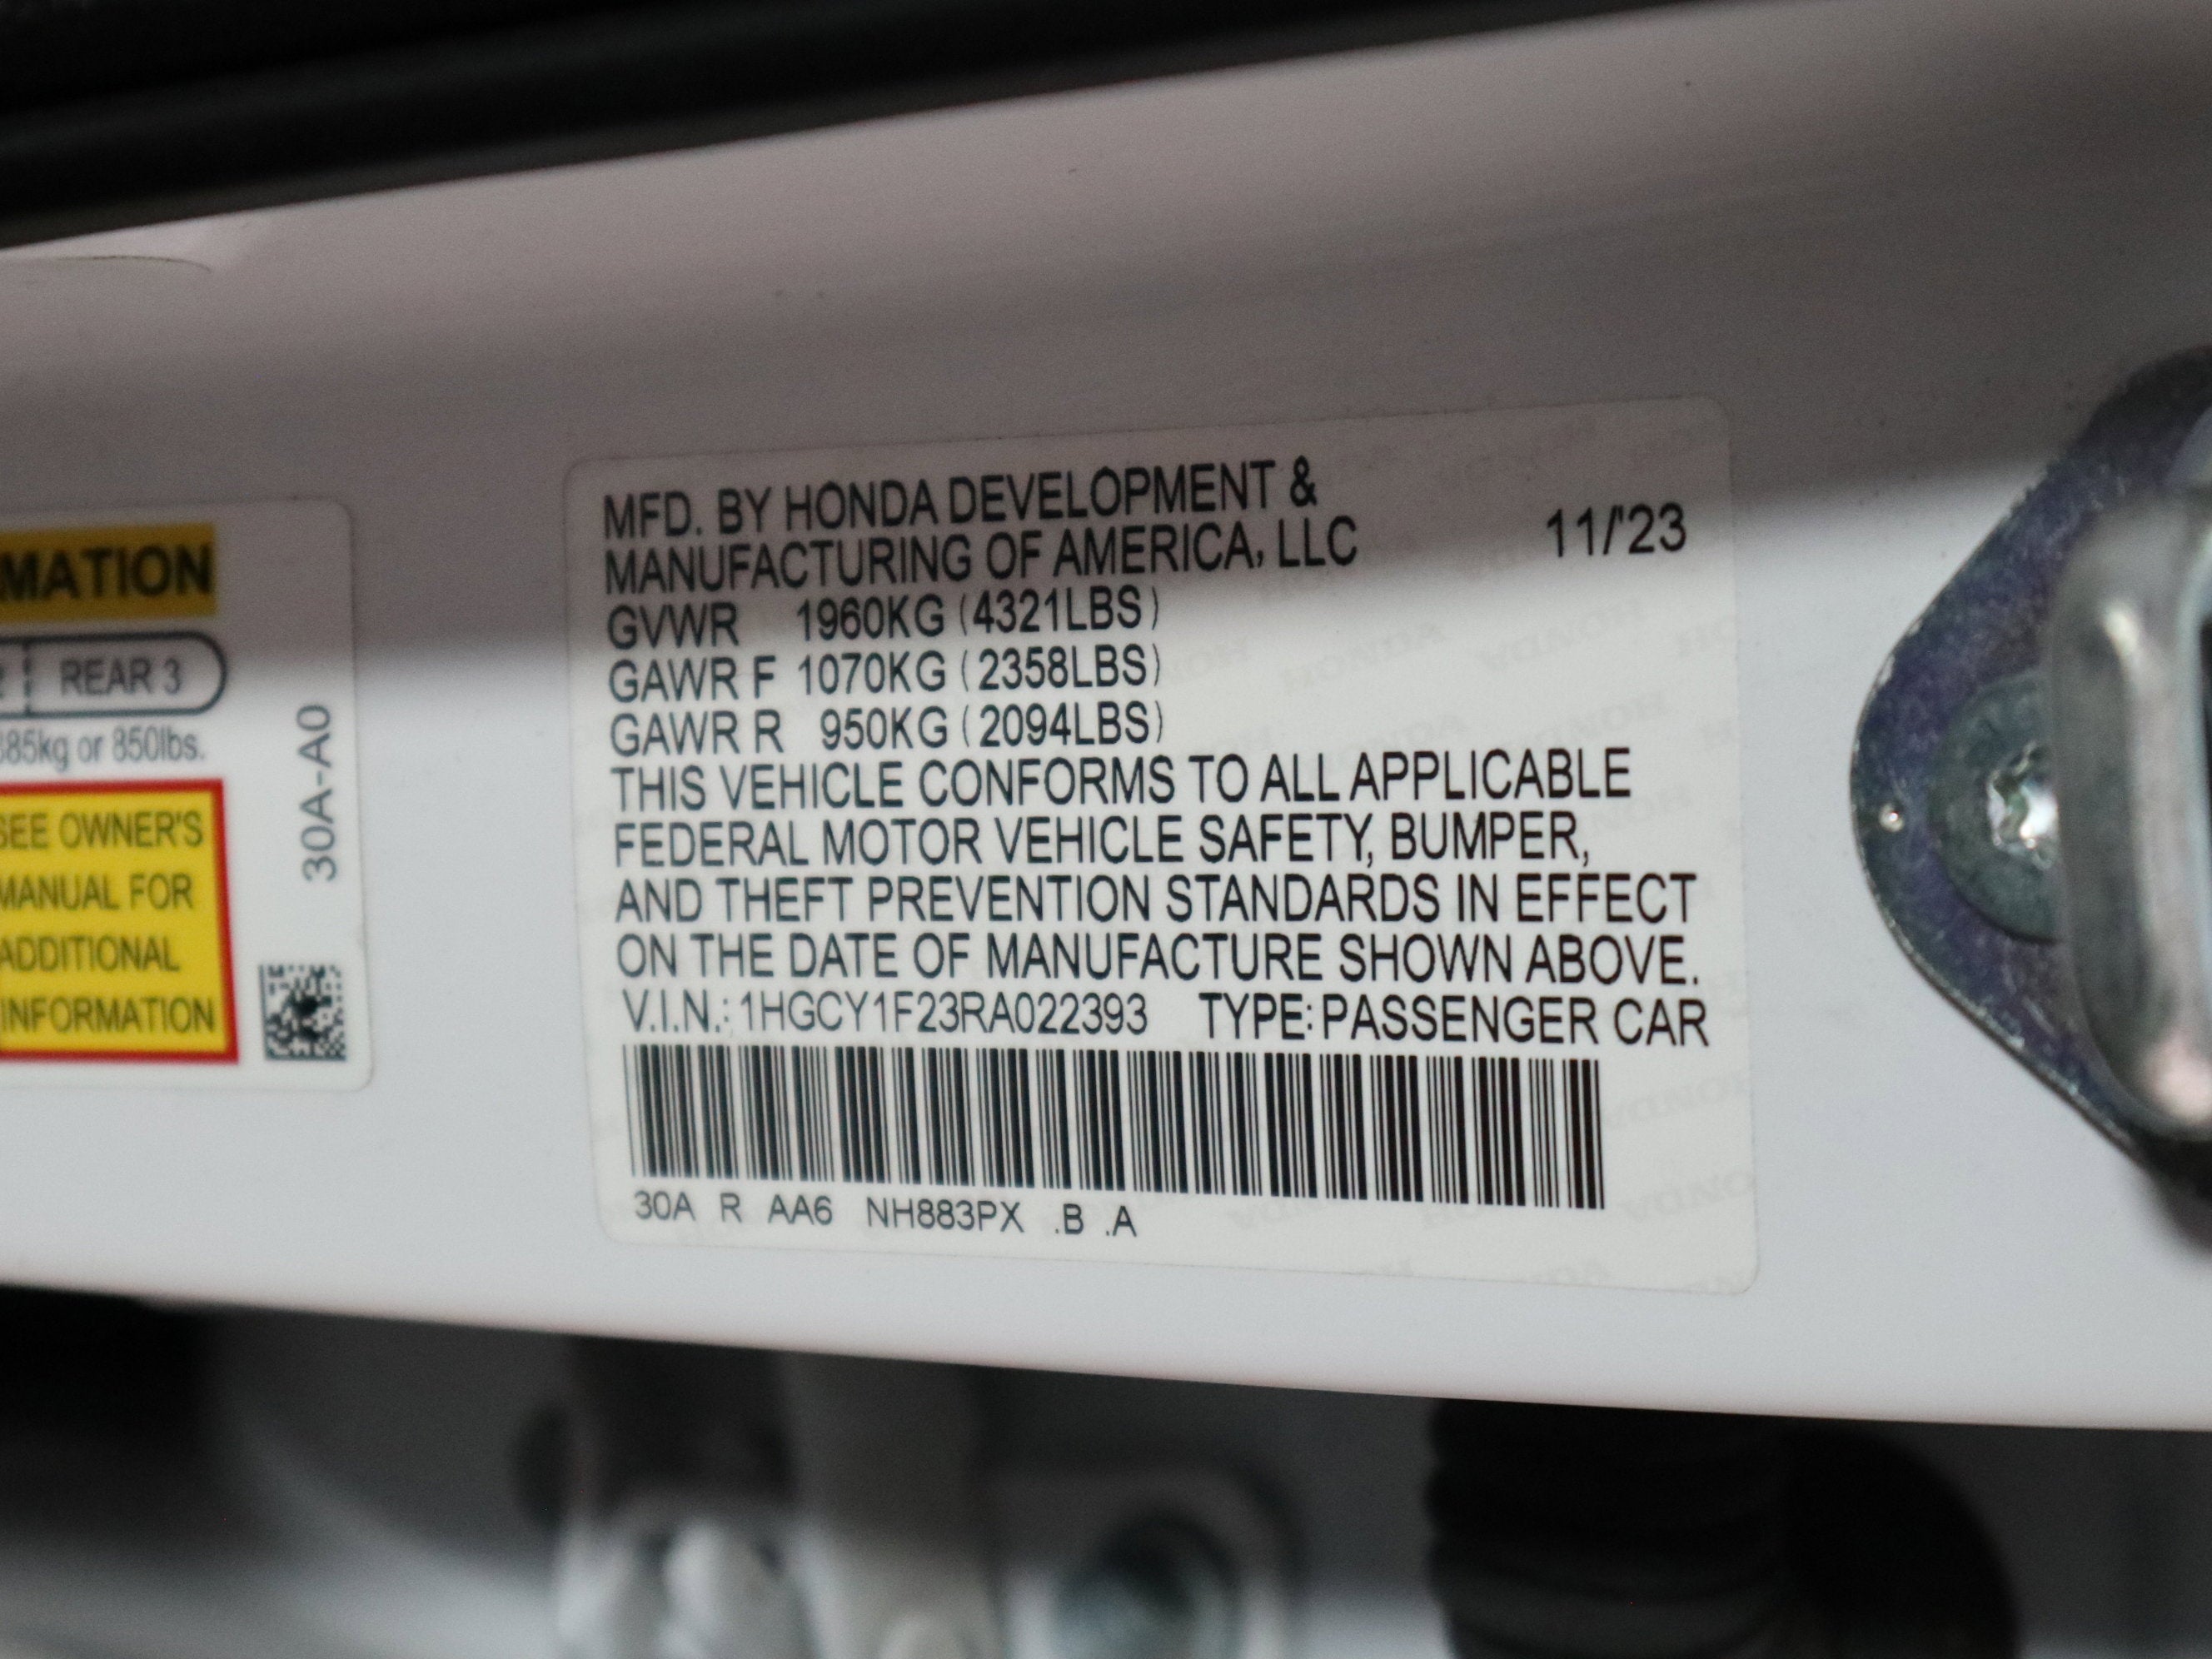 MATION
REAR 3
85kg or 850lbs.
SEE OWNER'S
MANUAL FOR
ADDITIONAL
INFORMATION
30A-A0
MFD. BY HONDA DEVELOPMENT &
MANUFACTURING OF AMERICA, LLC 11/'23
GVWR 1960KG (4321LBS)
GAWR F 1070KG (2358LBS)
GAWR R 950KG (2094LBS)
THIS VEHICLE CONFORMS TO ALL APPLICABLE
FEDERAL MOTOR VEHICLE SAFETY, BUMPER,
AND THEFT PREVENTION STANDARDS IN EFFECT
ON THE DATE OF MANUFACTURE SHOWN ABOVE.
V.I.N.: 1HGCY1F23RA022393 TYPE: PASSENGER CAR
30A R AA6 NH883PX .B .A